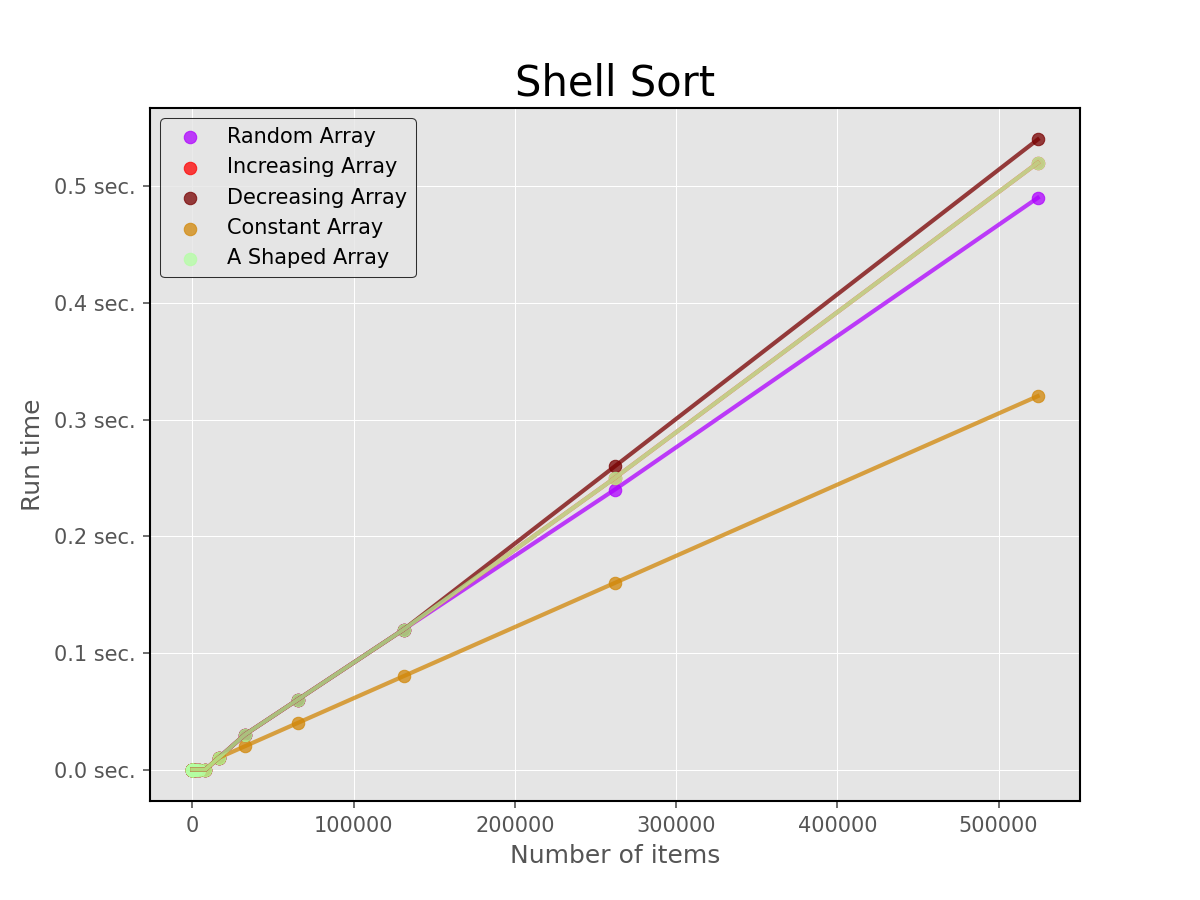 Shell Sort
Random Array
Increasing Array
Decreasing Array
Constant Array
A Shaped Array
0.5 sec.
0.4 sec.
0.3 sec.
0.2 sec.
0.1 sec.
0.0 sec.
Run time
0 100000 200000 300000 400000 500000
Number of items